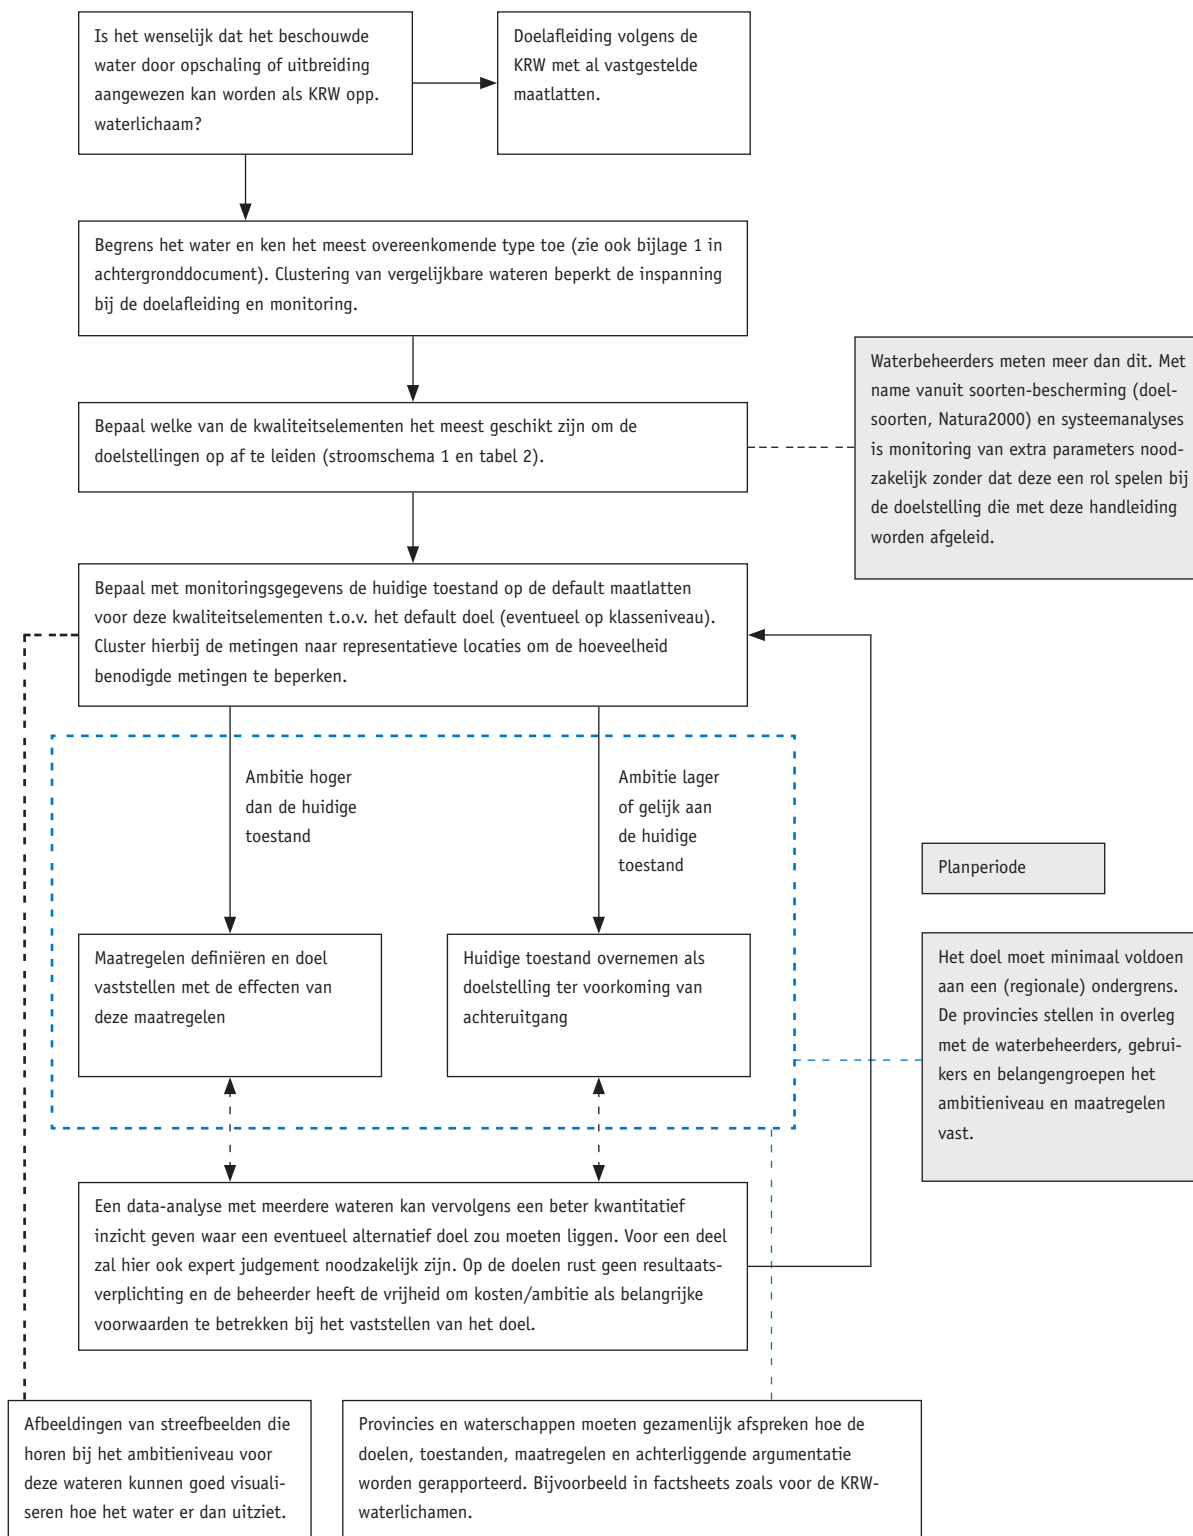 Is het wenselijk dat het beschouwde
water door opschaling of uitbreiding
aangewezen kan worden als KRW opp.
waterlichaam?
Doelafleiding volgens de
KRW met al vastgestelde
maatlatten.
Begrens het water en ken het meest overeenkomende type toe (zie ook bijlage 1 in
achtergronddocument). Clustering van vergelijkbare wateren beperkt de inspanning
bij de doelafleiding en monitoring.
Waterbeheerders meten meer dan dit. Met
name vanuit soorten-bescherming (doel-
soorten, Natura2000) en systeemanalyses
is monitoring van extra parameters nood-
zakelijk zonder dat deze een rol spelen bij
de doelstelling die met deze handleiding
worden afgeleid.
Bepaal welke van de kwaliteitselementen het meest geschikt zijn om de
doelstellingen op af te leiden (stroomschema 1 en tabel 2).
Bepaal met monitoringsgegevens de huidige toestand op de default maatlatten
voor deze kwaliteitselementen t.o.v. het default doel (eventueel op klasseniveau).
Cluster hierbij de metingen naar representatieve locaties om de hoeveelheid
benodigde metingen te beperken.
Ambitie hoger
dan de huidige
toestand
Ambitie lager
of gelijk aan
de huidige
toestand
Planperiode
Maatregelen definiëren en doel
vaststellen met de effecten van
deze maatregelen
Huidige toestand overnemen als
doelstelling ter voorkoming van
achteruitgang
Het doel moet minimaal voldoen
aan een (regionale) ondergrens.
De provincies stellen in overleg
met de waterbeheerders, gebrui-
kers en belangengroepen het
ambitieniveau en maatregelen
vast.
Een data-analyse met meerdere wateren kan vervolgens een beter kwantitatief
inzicht geven waar een eventueel alternatief doel zou moeten liggen. Voor een deel
zal hier ook expert judgement noodzakelijk zijn. Op de doelen rust geen resultaats-
verplichting en de beheerder heeft de vrijheid om kosten/ambitie als belangrijke
voorwaarden te betrekken bij het vaststellen van het doel.
Afbeeldingen van streefbeelden die
horen bij het ambitieniveau voor
deze wateren kunnen goed visuali-
seren hoe het water er dan uitziet.
Provincies en waterschappen moeten gezamenlijk afspreken hoe de
doelen, toestanden, maatregelen en achterliggende argumentatie
worden gerapporteerd. Bijvoorbeeld in factsheets zoals voor de KRW-
waterlichamen.